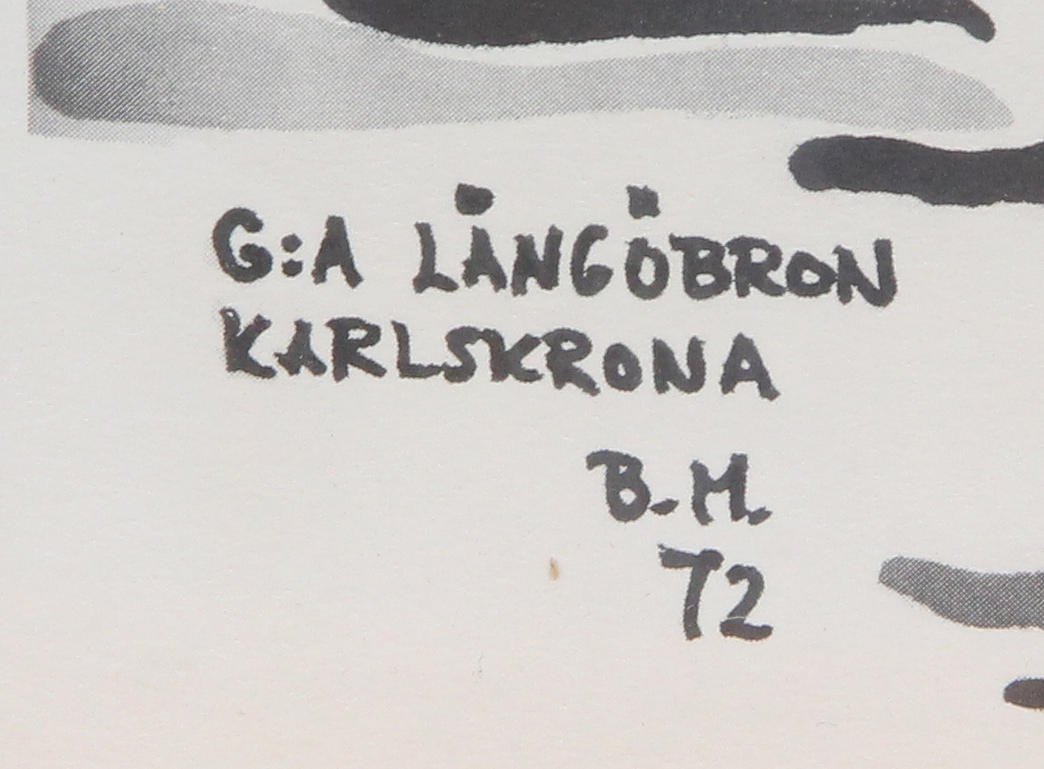 G:A LÅNGÖBRON
KARLSKRONA
B.M.
72